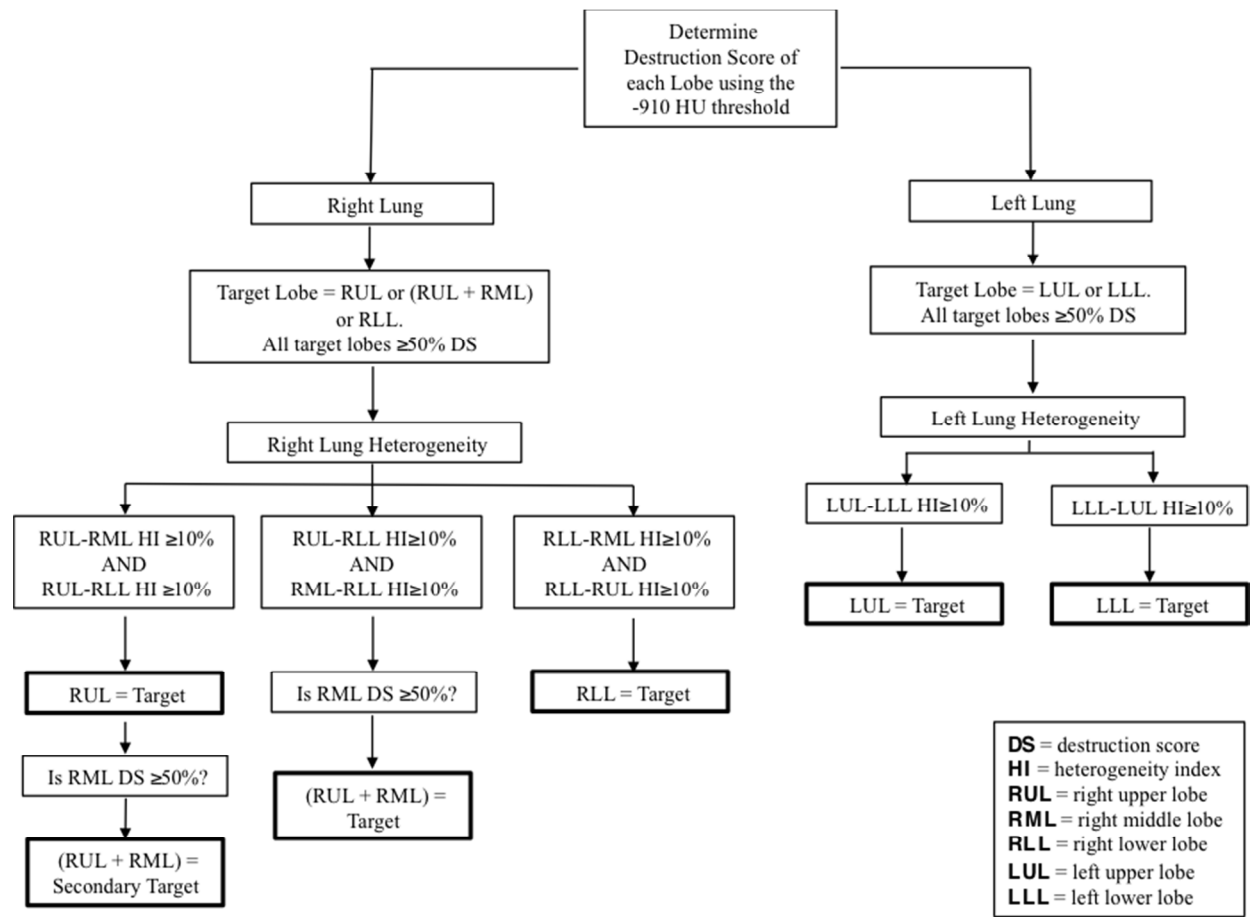 Determine
Destruction Score of
each Lobe using the
-910 HU threshold
Right Lung
Target Lobe = RUL or (RUL + RML)
or RLL.
All target lobes ≥50% DS
Right Lung Heterogeneity
RUL-RML HI ≥10%
AND
RUL-RLL HI ≥10%
RUL = Target
Is RML DS ≥50%?
(RUL + RML) =
Secondary Target
RUL-RLL HI≥10%
AND
RML-RLL HI≥10%
Is RML DS ≥50%?
(RUL + RML) =
Target
RLL-RML HI≥10%
AND
RLL-RUL HI≥10%
RLL = Target
Left Lung
Target Lobe = LUL or LLL.
All target lobes ≥50% DS
Left Lung Heterogeneity
LUL-LLL HI≥10%
LUL = Target
LLL-LUL HI≥10%
LLL = Target
DS = destruction score
HI = heterogeneity index
RUL = right upper lobe
RML = right middle lobe
RLL = right lower lobe
LUL = left upper lobe
LLL = left lower lobe